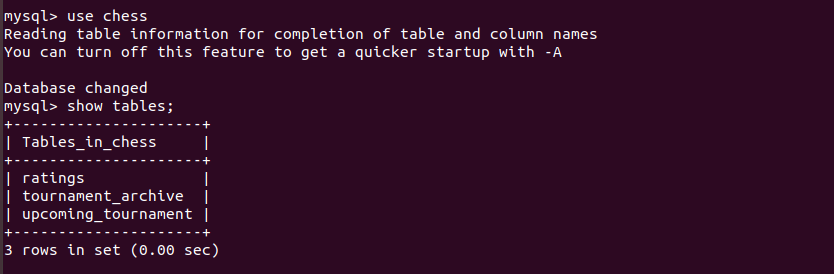 mysql> use chess
Reading table information for completion of table and column names
You can turn off this feature to get a quicker startup with -A

Database changed
mysql> show tables;
+---------------------+
| Tables_in_chess     |
+---------------------+
| ratings             |
| tournament_archive  |
| upcoming_tournament |
+---------------------+
3 rows in set (0.00 sec)